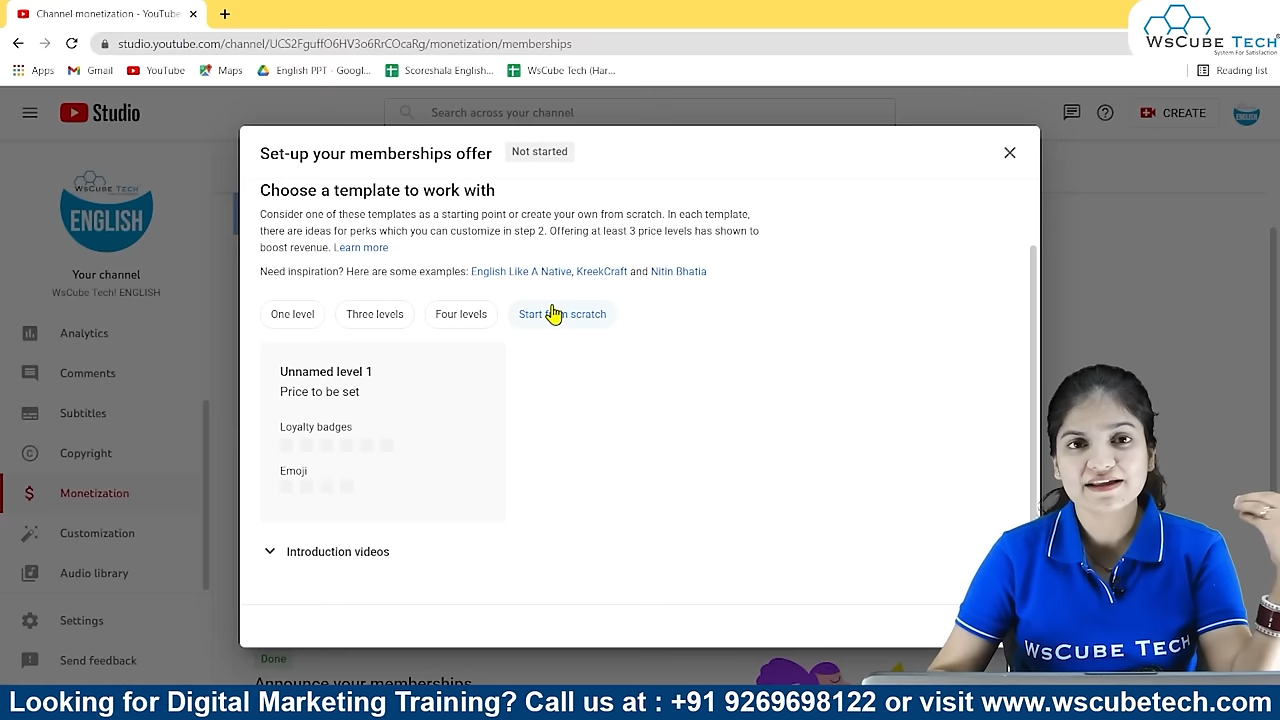 Channel monetization - YouTube
studio.youtube.com/channel/UCS2FguffO6HV3o6RrCOcaRg/monetization/memberships
WSCUBE TECH
System For Satisfaction
Apps
Gmail
YouTube
Maps
English PPT - Googl...
Scoreshala English...
WsCube Tech (Har...
Reading list
Studio
Search across your channel
CREATE
ENGLISH
Set-up your memberships offer
Not started
Choose a template to work with
Consider one of these templates as a starting point or create your own from scratch. In each template,
there are ideas for perks which you can customize in step 2. Offering at least 3 price levels has shown to
boost revenue. Learn more
Need inspiration? Here are some examples: English Like A Native, KreekCraft and Nitin Bhatia
One level
Three levels
Four levels
Start from scratch
Unnamed level 1
Price to be set
Loyalty badges
Emoji
Introduction videos
WSCUBE TECH
ENGLISH
Your channel
WsCube Tech! ENGLISH
Analytics
Comments
Subtitles
Copyright
Monetization
Customization
Audio library
Settings
Send feedback
Done
Announce your memberships
WSCUBE TECH
Looking for Digital Marketing Training? Call us at : +91 9269698122 or visit www.wscubetech.com